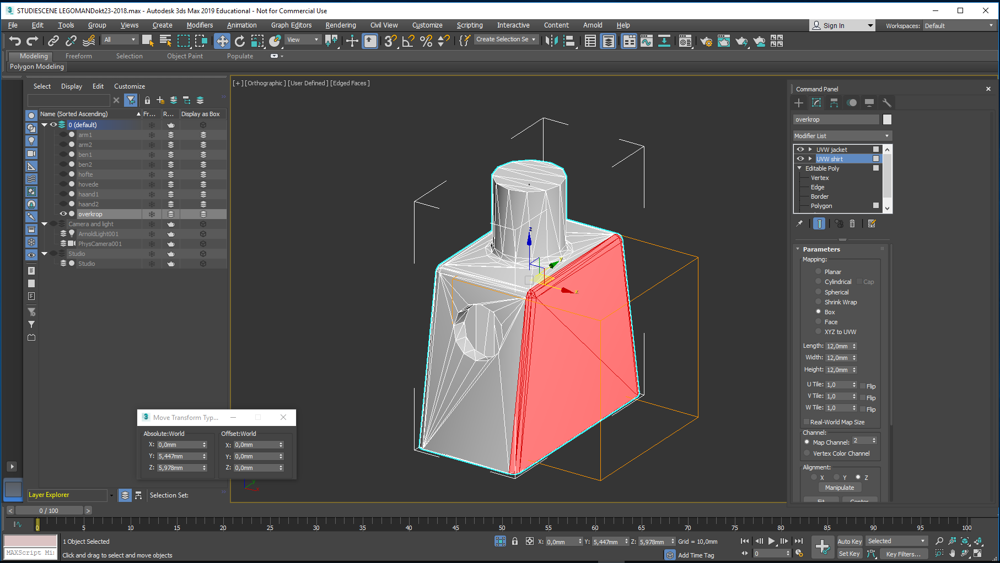 STUDIESCENE LEGOMANDokt23-2018.max - Autodesk 3ds Max 2019 Educational - Not for Commercial Use
File Edit Tools Group Views Create Modifiers Animation Graph Editors Rendering Civil View Customize Scripting Interactive Content Arnold Help
Sign In Workspaces: Default
All View Create Selection Se
Modeling Freeform Selection Object Paint Populate
Polygon Modeling
Select Display Edit Customize
Name (Sorted Ascending) Fr... R... Display as Box
0 (default)
arm1
arm2
ben1
ben2
hofte
hovede
haand1
haand2
overkrop
Camera and light
ArnoldLight001
PhysCamera001
Studio
Studio
[+] [Orthographic] [User Defined] [Edged Faces]
z
y
x
Command Panel
overkrop
Modifier List
UVW jacket
UVW shirt
Editable Poly
Vertex
Edge
Border
Polygon
Parameters
Mapping:
Planar
Cylindrical Cap
Spherical
Shrink Wrap
Box
Face
XYZ to UVW
Length: 12,0mm
Width: 12,0mm
Height: 12,0mm
U Tile: 1,0 Flip
V Tile: 1,0 Flip
W Tile: 1,0 Flip
Real-World Map Size
Channel:
Map Channel: 2
Vertex Color Channel
Alignment:
X Y Z
Manipulate
Fit Center
Move Transform Typ...
Absolute:World Offset:World
X: 0,0mm X: 0,0mm
Y: 5,447mm Y: 0,0mm
Z: 5,978mm Z: 0,0mm
Layer Explorer Selection Set:
< 0 / 100 >
0 5 10 15 20 25 30 35 40 45 50 55 60 65 70 75 80 85 90 95 100
1 Object Selected X: 0,0mm Y: 5,447mm Z: 5,978mm Grid = 10,0mm Auto Key Selected
MAXScript Mi Click and drag to select and move objects Add Time Tag 0 Set Key Key Filters...